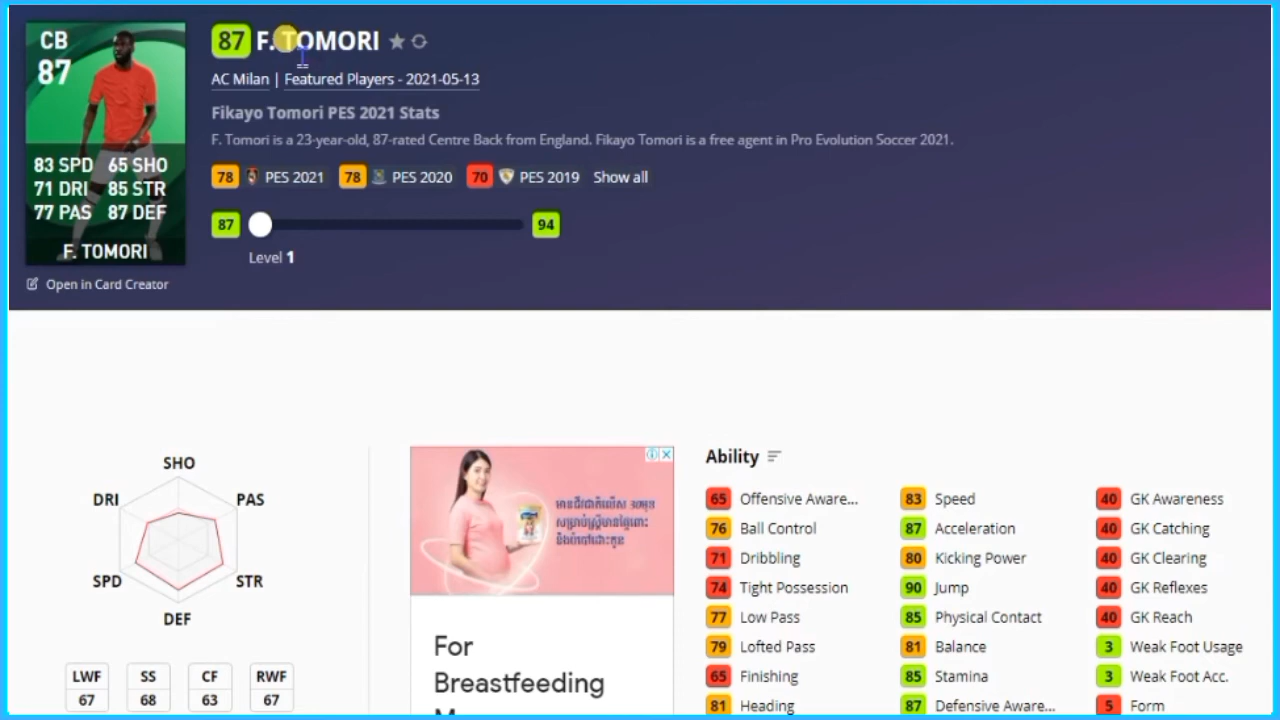 CB
87
83 SPD 65 SHO
71 DRI 85 STR
77 PAS 87 DEF
F. TOMORI
Open in Card Creator
87 F. TOMORI
AC Milan | Featured Players - 2021-05-13
Fikayo Tomori PES 2021 Stats
F. Tomori is a 23-year-old, 87-rated Centre Back from England. Fikayo Tomori is a free agent in Pro Evolution Soccer 2021.
78 PES 2021 78 PES 2020 70 PES 2019 Show all
87 94
Level 1
SHO
DRI PAS
SPD STR
DEF
LWF SS CF RWF
67 68 63 67
For
Breastfeeding
Ability
65 Offensive Aware... 83 Speed 40 GK Awareness
76 Ball Control 87 Acceleration 40 GK Catching
71 Dribbling 80 Kicking Power 40 GK Clearing
74 Tight Possession 90 Jump 40 GK Reflexes
77 Low Pass 85 Physical Contact 40 GK Reach
79 Lofted Pass 81 Balance 3 Weak Foot Usage
65 Finishing 85 Stamina 3 Weak Foot Acc.
81 Heading 87 Defensive Aware... 5 Form